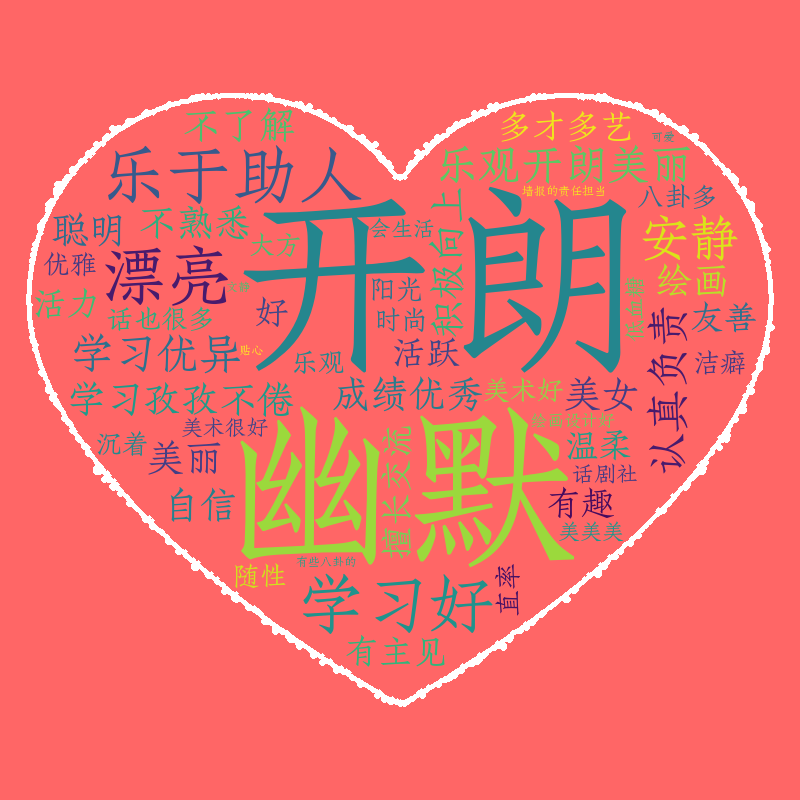 不了解
多才多艺
可爱
乐于助人
乐观开朗美丽
墙报的责任担当
八卦多
聪明
不熟悉
大方
开朗
会生活
积极向上
安静
优雅
漂亮
绘画
活力
话也很多
好
阳光
时尚
友善
学习优异
贴心
乐观
活跃
认真负责
洁癖
学习孜孜不倦
成绩优秀
美术好
美女
沉着
美术很好
美丽
幽默
擅长交流
绘画设计好
温柔
话剧社
自信
有趣
美美美
有些八卦的
随性
学习好
直率
有主见